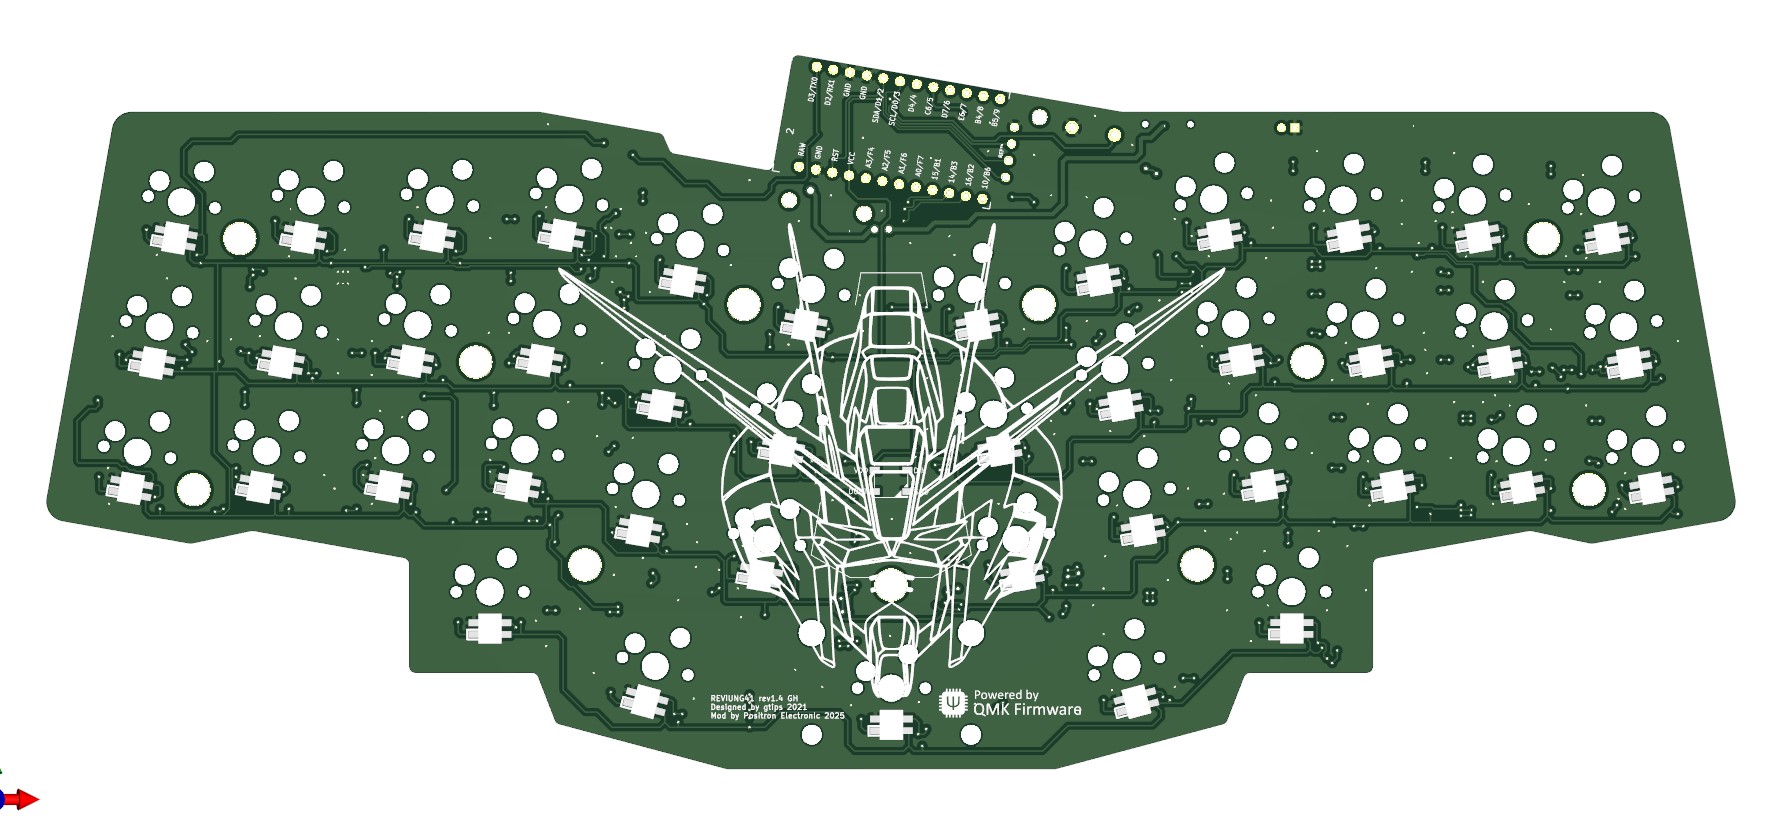 D3/TX0
D2/RX1
GND
GND
SDA/D1/2
SCL/D0/3
D4/4
C6/5
D7/6
E6/7
B4/8
B5/9
2
RAW
GND
RST
VCC
A3/F4
A2/F5
A1/F6
A0/F7
15/B1
14/B3
16/B2
10/B6
REVIUNG41 rev1.4 GH
Designed by gtips 2021
Mod by Positron Electronic 2025
Powered by
QMK Firmware